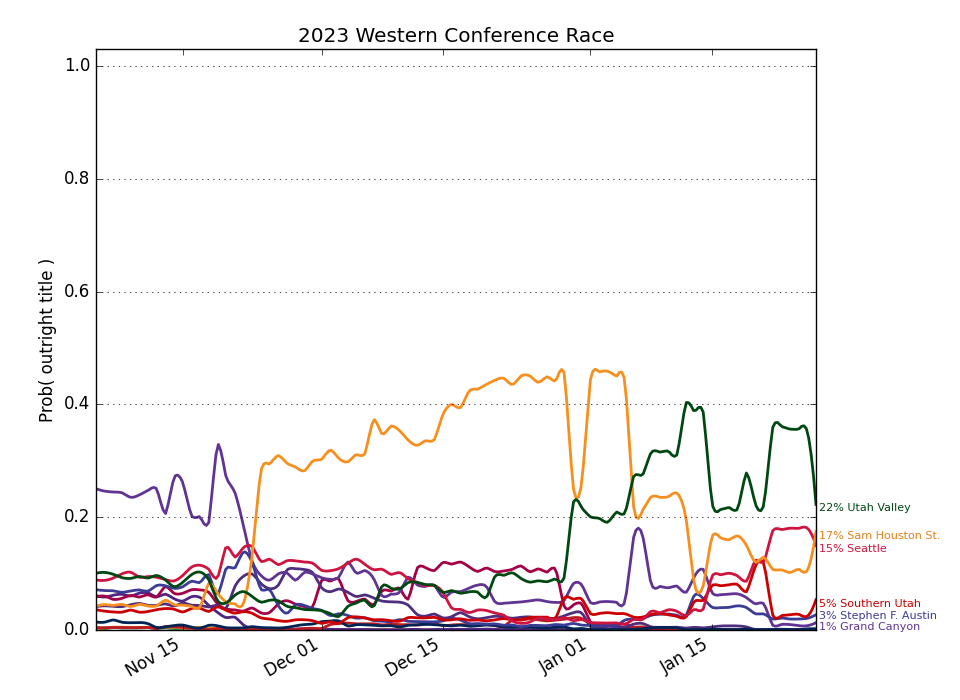 2023 Western Conference Race
1.0
0.8
0.6
0.4
0.2
0.0
Prob( outright title )
Nov 15
Dec 01
Dec 15
Jan 01
Jan 15
22% Utah Valley
17% Sam Houston St.
15% Seattle
5% Southern Utah
3% Stephen F. Austin
1% Grand Canyon